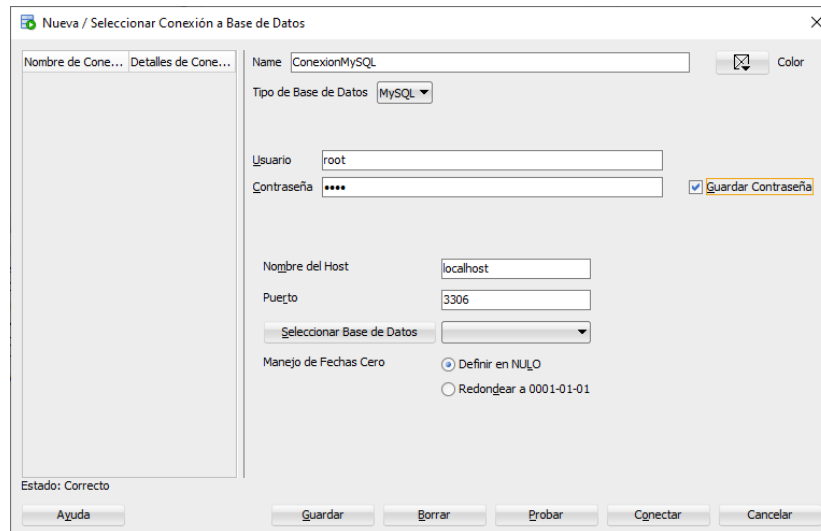 Nueva / Seleccionar Conexión a Base de Datos
Nombre de Cone... Detalles de Cone...
Name ConexionMySQL Color
Tipo de Base de Datos MySQL
Usuario root
Contraseña •••• Guardar Contraseña
Nombre del Host localhost
Puerto 3306
Seleccionar Base de Datos
Manejo de Fechas Cero Definir en NULO
Redondear a 0001-01-01
Estado: Correcto
Ayuda Guardar Borrar Probar Conectar Cancelar